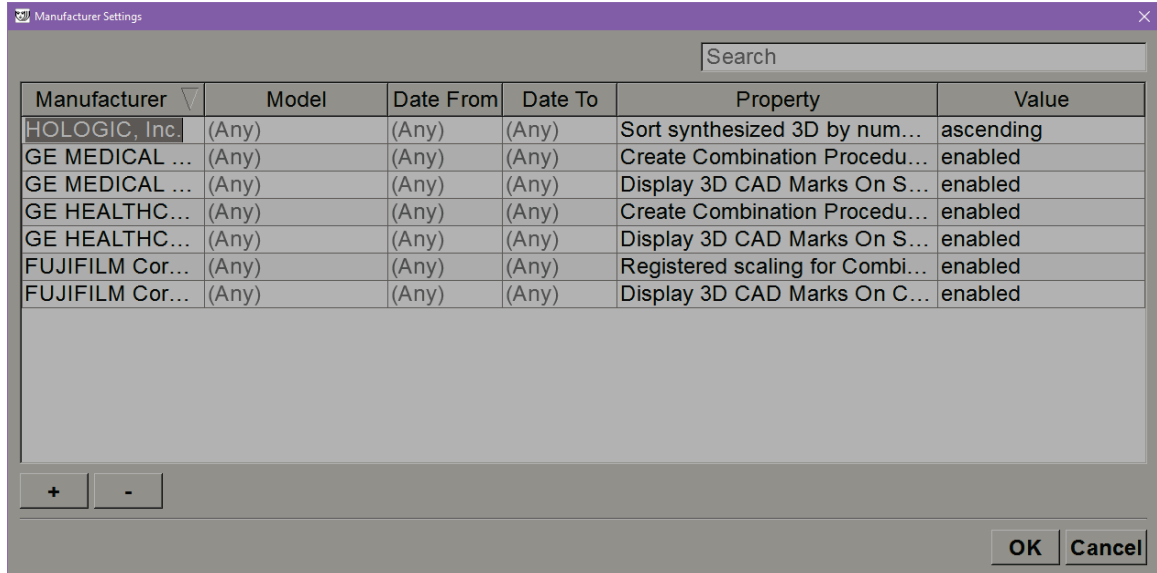 Manufacturer Settings
Search
Manufacturer Model Date From Date To Property Value
HOLOGIC, Inc. (Any) (Any) (Any) Sort synthesized 3D by num... ascending
GE MEDICAL ... (Any) (Any) (Any) Create Combination Procedu... enabled
GE MEDICAL ... (Any) (Any) (Any) Display 3D CAD Marks On S... enabled
GE HEALTHC... (Any) (Any) (Any) Create Combination Procedu... enabled
GE HEALTHC... (Any) (Any) (Any) Display 3D CAD Marks On S... enabled
FUJIFILM Cor... (Any) (Any) (Any) Registered scaling for Combi... enabled
FUJIFILM Cor... (Any) (Any) (Any) Display 3D CAD Marks On C... enabled
+ -
OK Cancel